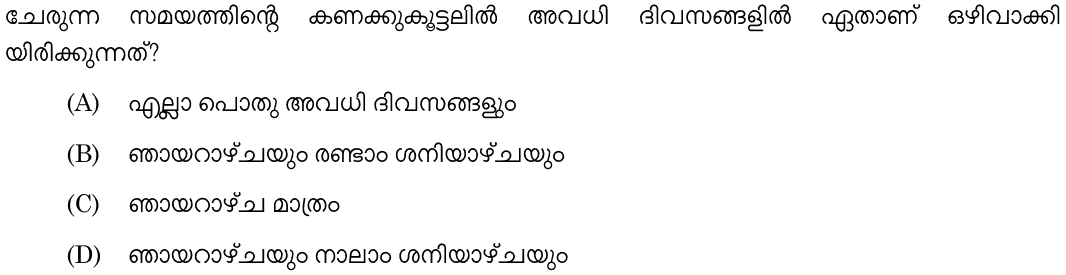 ചേരുന്ന സമയത്തിന്റെ കണക്കുകൂട്ടലിൽ അവധി ദിവസങ്ങളിൽ ഏതാണ് ഒഴിവാക്കി
യിരിക്കുന്നത്?
(A) എല്ലാ പൊതു അവധി ദിവസങ്ങളും
(B) ഞായറാഴ്ചയും രണ്ടാം ശനിയാഴ്ചയും
(C) ഞായറാഴ്ച മാത്രം
(D) ഞായറാഴ്ചയും നാലാം ശനിയാഴ്ചയും